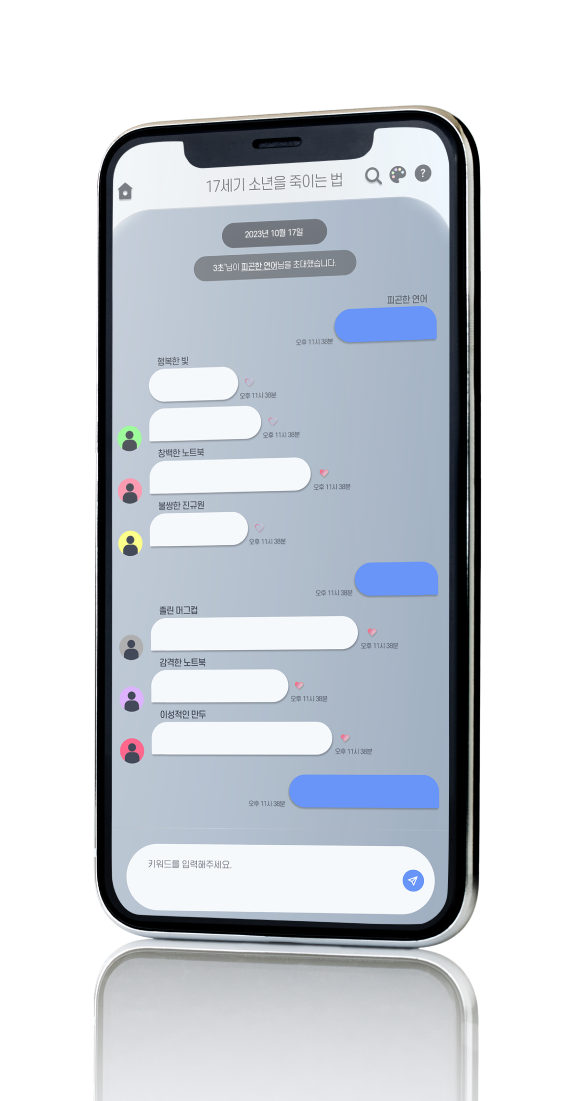 17세기 소년을 죽이는 법
?
2023년 10월 17일
3초'님이 피곤한 연어님을 초대했습니다.
피곤한 연어
오후 11시 38분
행복한 빛
오후 11시 38분
오후 11시 38분
창백한 노트북
오후 11시 38분
불쌍한 진규원
오후 11시 38분
오후 11시 38분
홀린 머그컵
오후 11시 38분
감격한 노트북
오후 11시 38분
이성적인 만두
오후 11시 38분
오후 11시 38분
키워드를 입력해주세요.